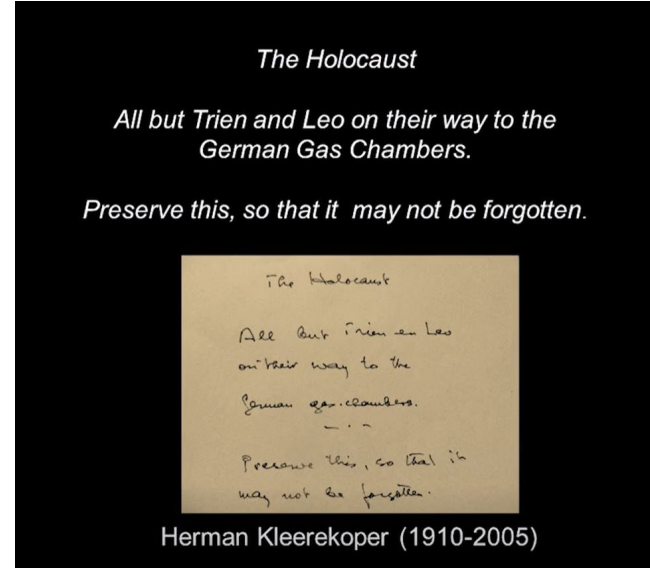 The Holocaust
All but Trien and Leo on their way to the
German Gas Chambers.
Preserve this, so that it may not be forgotten.
The Holocaust
All but Trien en Leo
on their way to the
German gas-chambers.
Preserve this, so that it
may not be forgotten.
Herman Kleerekoper (1910-2005)